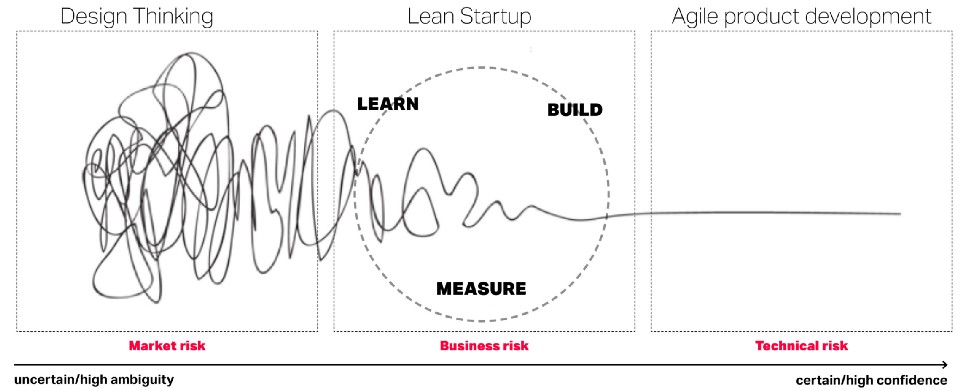 Design Thinking
Lean Startup
Agile product development
LEARN
BUILD
MEASURE
Market risk
Business risk
Technical risk
uncertain/high ambiguity
certain/high confidence